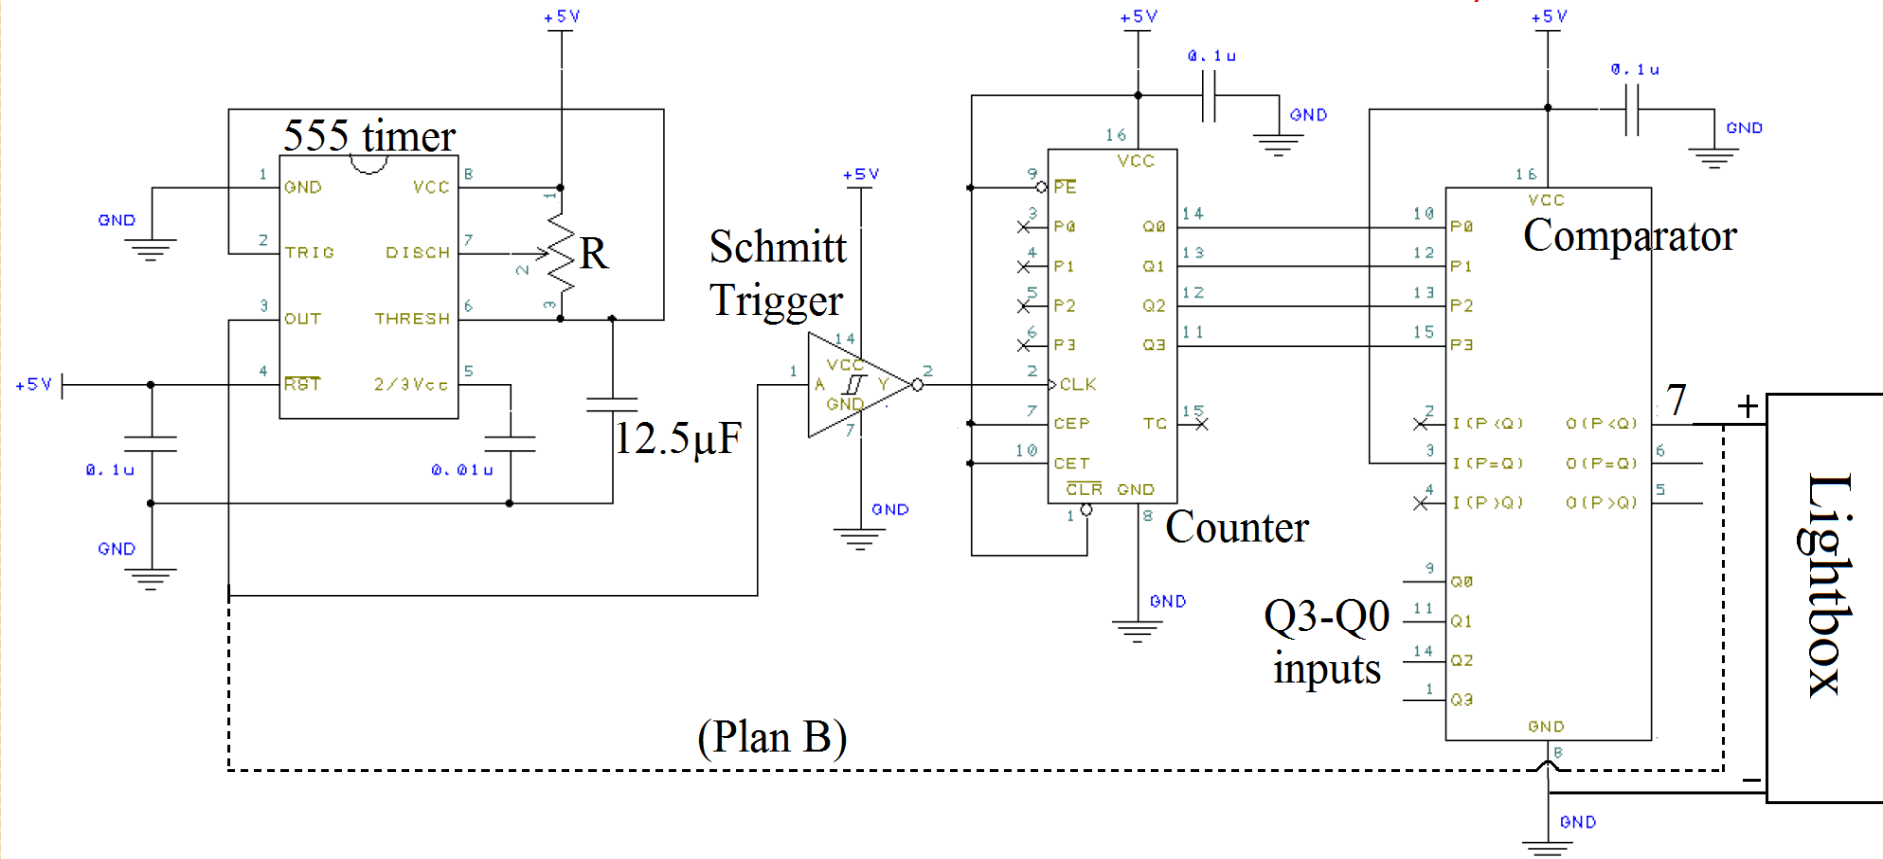 +5V
+5V
+5V
0.1u
0.1u
GND
GND
555 timer
16
VCC
1
GND
VCC
8
1
GND
2
TRIG
DISCH
7
2
R
3
OUT
THRESH
6
3
+5V
4
RST
2/3Vcc
5
0.1u
0.01u
12.5µF
GND
+5V
Schmitt
Trigger
14
VCC
1
A
Y
2
GND
7
GND
9
PE
3
P0
Q0
14
4
P1
Q1
13
5
P2
Q2
12
6
P3
Q3
11
2
CLK
7
CEP
TC
15
10
CET
CLR
GND
1
8
Counter
GND
16
VCC
Comparator
10
P0
12
P1
13
P2
15
P3
7
+
2
I(P<Q)
O(P<Q)
3
I(P=Q)
O(P=Q)
6
4
I(P>Q)
O(P>Q)
5
Lightbox
9
Q0
Q3-Q0
inputs
11
Q1
14
Q2
1
Q3
GND
8
−
GND
(Plan B)